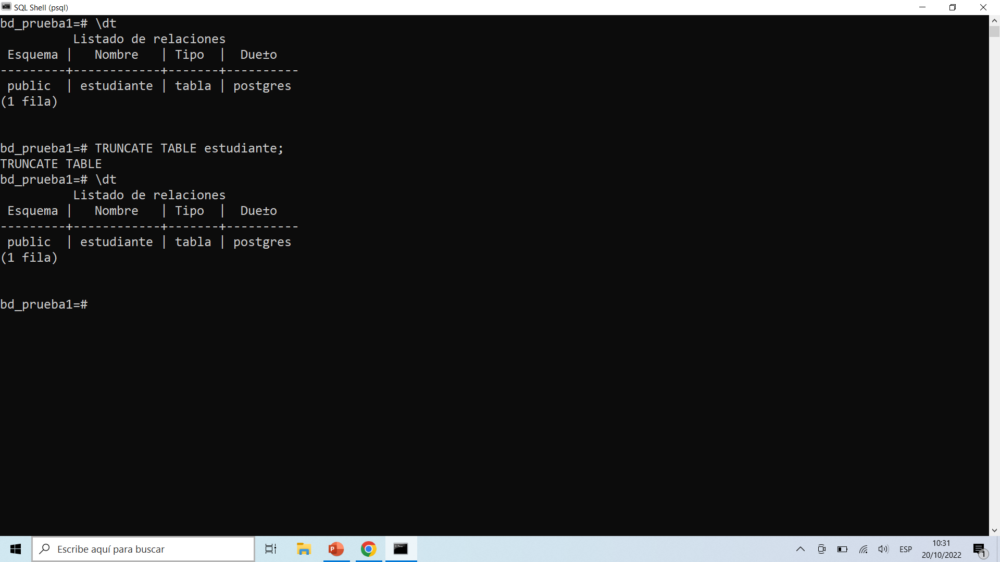 SQL Shell (psql)
bd_prueba1=# \dt
         Listado de relaciones
 Esquema |   Nombre   | Tipo  |  Due±o
---------+------------+-------+----------
 public  | estudiante | tabla | postgres
(1 fila)
bd_prueba1=# TRUNCATE TABLE estudiante;
TRUNCATE TABLE
bd_prueba1=# \dt
         Listado de relaciones
 Esquema |   Nombre   | Tipo  |  Due±o
---------+------------+-------+----------
 public  | estudiante | tabla | postgres
(1 fila)
bd_prueba1=#
Escribe aquí para buscar
P
ESP
10:31
20/10/2022
1